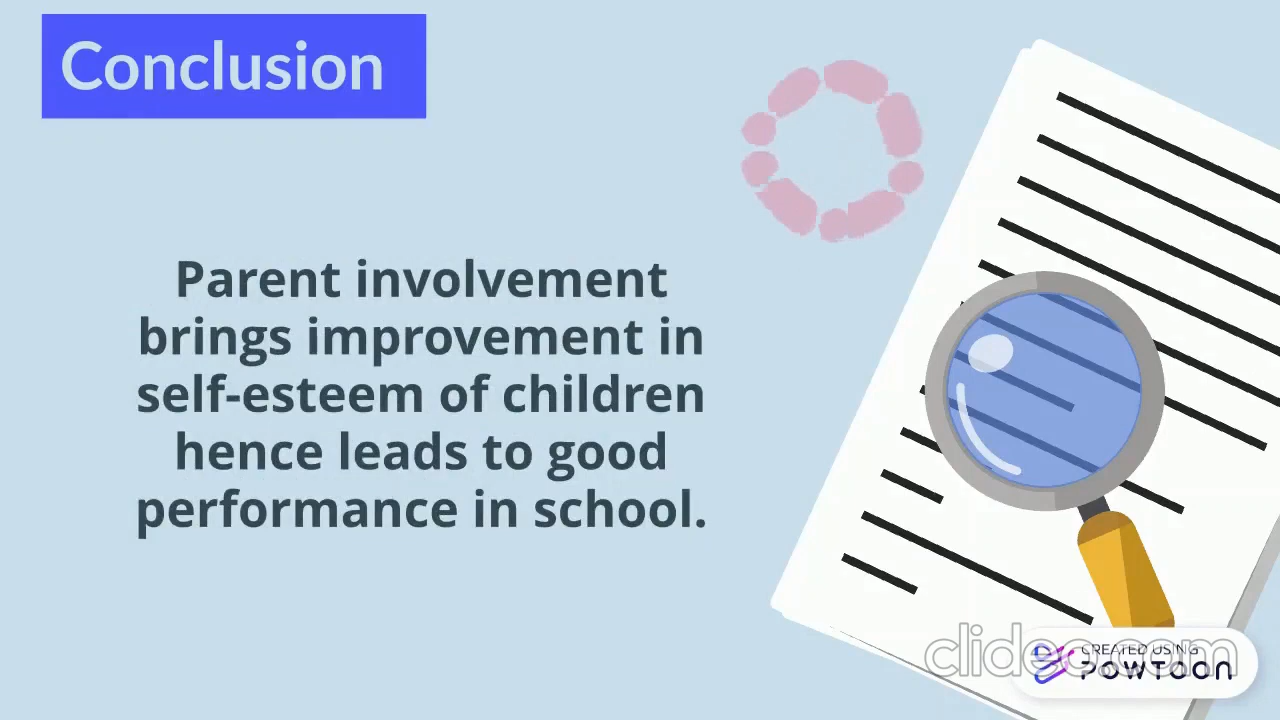 Conclusion
Parent involvement
brings improvement in
self-esteem of children
hence leads to good
performance in school.
clideo.com
CREATED USING
POWTOON